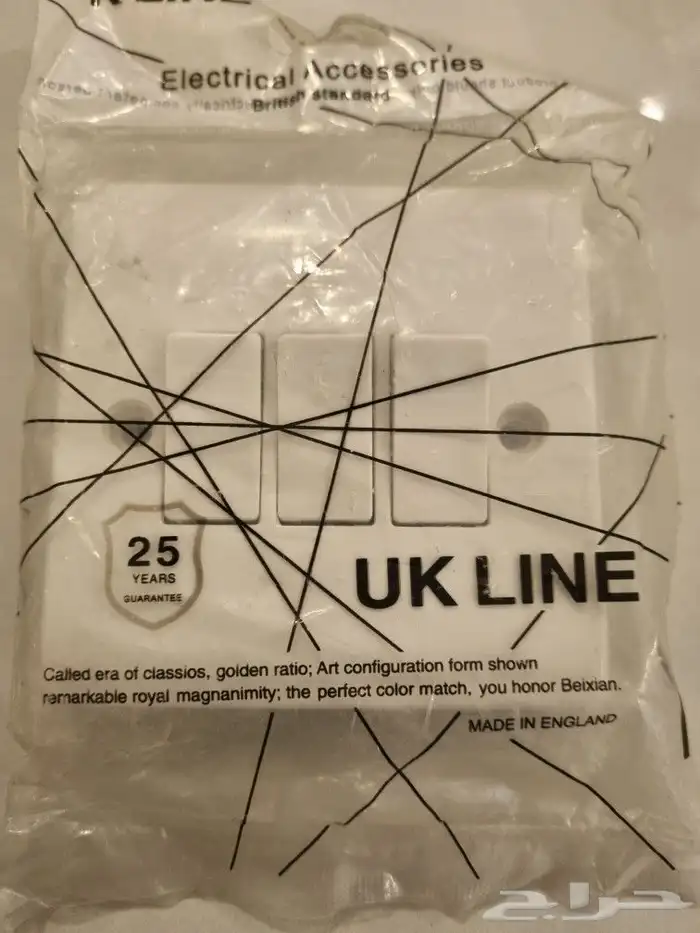 Electrical Accessories
British standard
25
YEARS
GUARANTEE
UK LINE
Called era of classios, golden ratio; Art configuration form shown
remarkable royal magnanimity; the perfect color match, you honor Beixian.
MADE IN ENGLAND
حراج